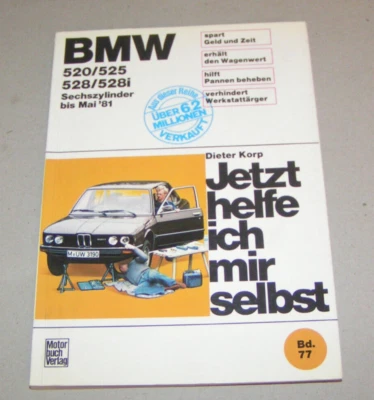 BMW
520/525
528/528i
Sechszylinder
bis Mai '81
spart
Geld und Zeit
erhält
den Wagenwert
hilft
Pannen beheben
verhindert
Werkstattärger
Aus dieser Reihe
ÜBER 6,2
MILLIONEN
VERKAUFT
Dieter Korp
Jetzt
helfe
ich
mir
selbst
M·UW 3190
Bd.
77
Motor
buch
Verlag